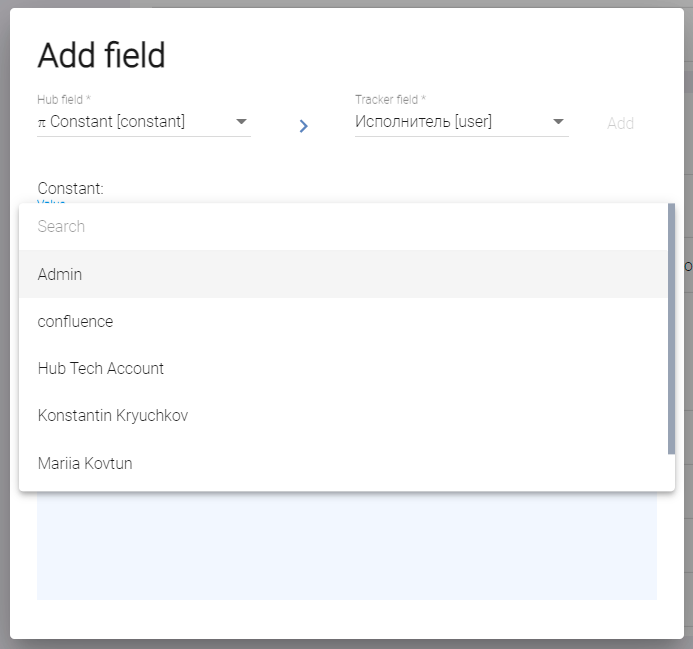 Add field
Hub field *
Tracker field *
π Constant [constant]
Исполнитель [user]
Add
Constant:
Value
Search
Admin
confluence
Hub Tech Account
Konstantin Kryuchkov
Mariia Kovtun